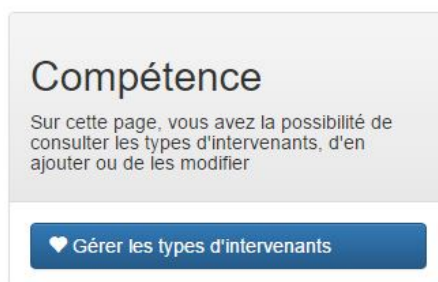 Compétence
Sur cette page, vous avez la possibilité de
consulter les types d'intervenants, d'en
ajouter ou de les modifier
Gérer les types d'intervenants